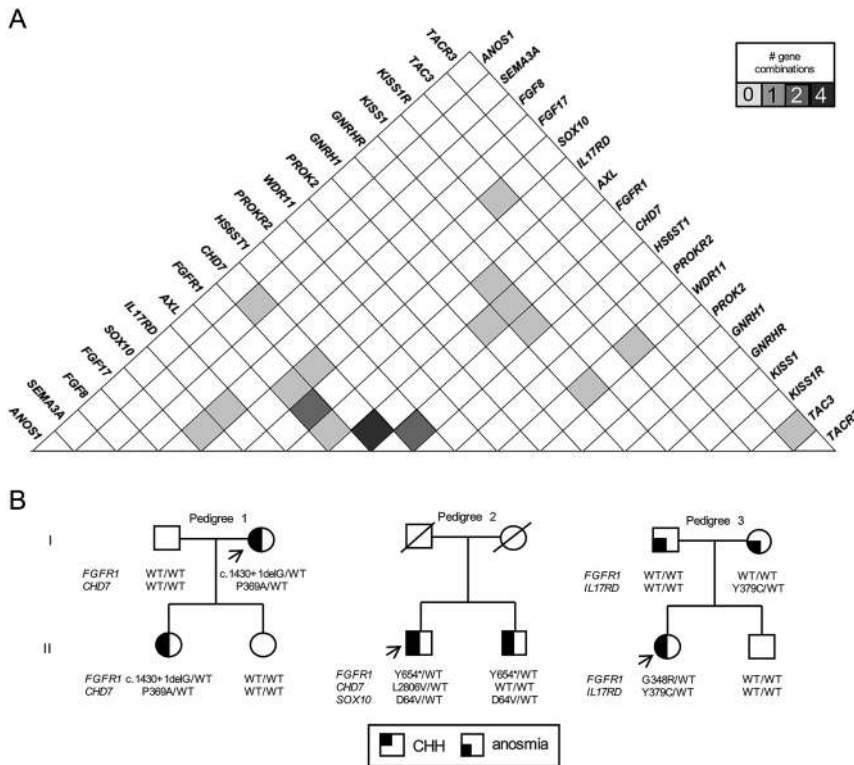 A
TACR3
TAC3
KISS1R
KISS1
GNRHR
GNRH1
PROK2
WDR11
PROKR2
HS6ST1
CHD7
FGFR1
AXL
IL17RD
SOX10
FGF17
FGF8
SEMA3A
ANOS1
ANOS1
SEMA3A
FGF8
FGF17
SOX10
IL17RD
AXL
FGFR1
CHD7
HS6ST1
PROKR2
WDR11
PROK2
GNRH1
GNRHR
KISS1
KISS1R
TAC3
# gene
combinations
0 1 2 4
B
Pedigree 1
Pedigree 2
Pedigree 3
I
FGFR1 WT/WT c.1430+1delG/WT
CHD7 WT/WT P369A/WT
FGFR1 WT/WT WT/WT
IL17RD WT/WT Y379C/WT
II
FGFR1 c.1430+1delG/WT WT/WT
CHD7 P369A/WT WT/WT
FGFR1 Y654*/WT Y654*/WT
CHD7 L2806V/WT WT/WT
SOX10 D64V/WT D64V/WT
FGFR1 G348R/WT WT/WT
IL17RD Y379C/WT WT/WT
CHH anosmia